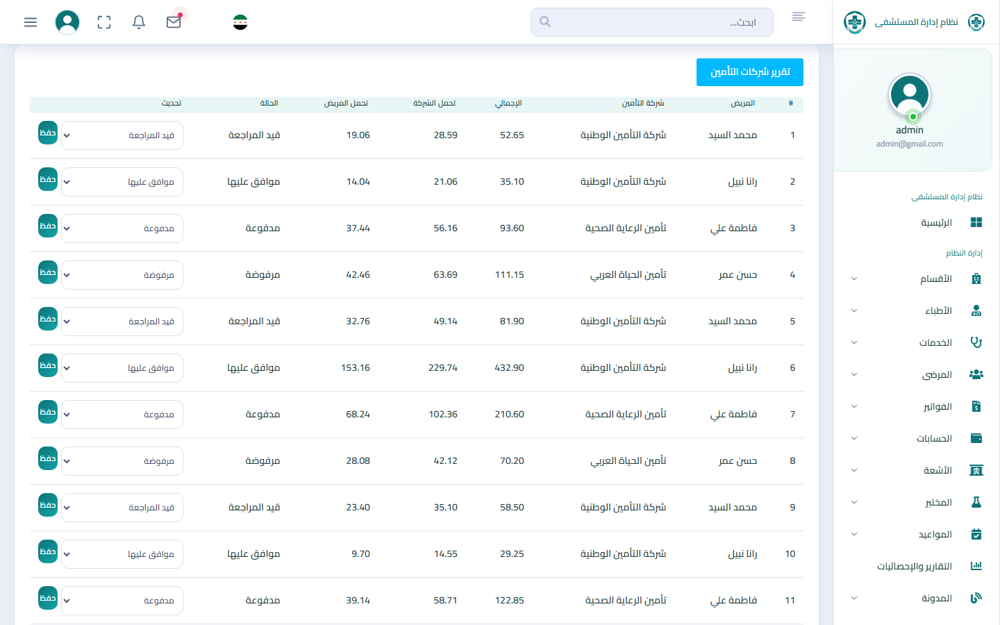 نظام إدارة المستشفى
ابحث...
admin
admin@gmail.com
نظام إدارة المستشفى
الرئيسية
إدارة النظام
الأقسام
الأطباء
الخدمات
المرضى
الفواتير
الحسابات
الأشعة
المختبر
المواعيد
التقارير والإحصائيات
المدونة
تقرير شركات التأمين
# المريض شركة التأمين الإجمالي تحمل الشركة تحمل المريض الحالة تحديث
1 محمد السيد شركة التأمين الوطنية 52.65 28.59 19.06 قيد المراجعة قيد المراجعة حفظ
2 رانا نبيل شركة التأمين الوطنية 35.10 21.06 14.04 موافق عليها موافق عليها حفظ
3 فاطمة علي تأمين الرعاية الصحية 93.60 56.16 37.44 مدفوعة مدفوعة حفظ
4 حسن عمر تأمين الحياة العربي 111.15 63.69 42.46 مرفوضة مرفوضة حفظ
5 محمد السيد شركة التأمين الوطنية 81.90 49.14 32.76 قيد المراجعة قيد المراجعة حفظ
6 رانا نبيل شركة التأمين الوطنية 432.90 229.74 153.16 موافق عليها موافق عليها حفظ
7 فاطمة علي تأمين الرعاية الصحية 210.60 102.36 68.24 مدفوعة مدفوعة حفظ
8 حسن عمر تأمين الحياة العربي 70.20 42.12 28.08 مرفوضة مرفوضة حفظ
9 محمد السيد شركة التأمين الوطنية 58.50 35.10 23.40 قيد المراجعة قيد المراجعة حفظ
10 رانا نبيل شركة التأمين الوطنية 29.25 14.55 9.70 موافق عليها موافق عليها حفظ
11 فاطمة علي تأمين الرعاية الصحية 122.85 58.71 39.14 مدفوعة مدفوعة حفظ